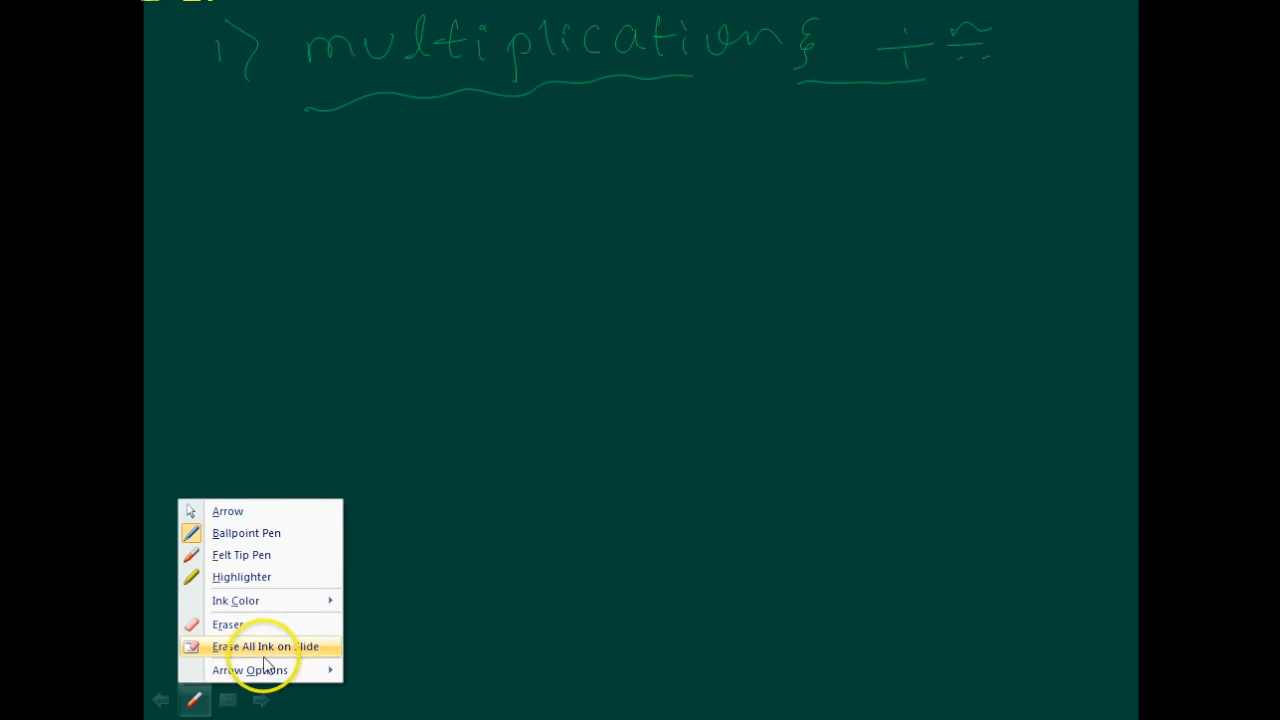 1) multiplication & ÷ n
Arrow
Ballpoint Pen
Felt Tip Pen
Highlighter
Ink Color
Eraser
Erase All Ink on Slide
Arrow Options